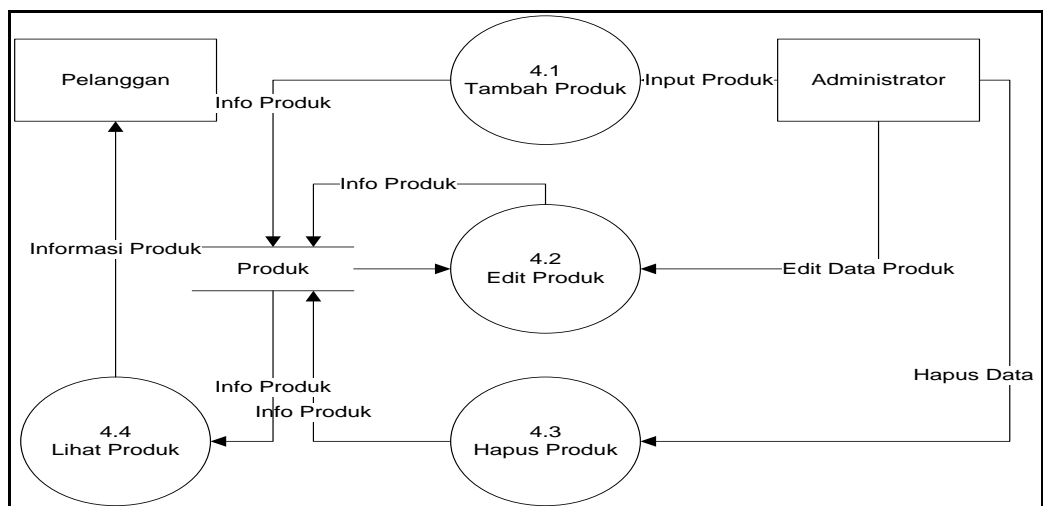 Pelanggan
4.1
Tambah Produk
Input Produk
Administrator
Info Produk
Info Produk
Informasi Produk
Produk
4.2
Edit Produk
Edit Data Produk
Hapus Data
Info Produk
Info Produk
4.4
Lihat Produk
4.3
Hapus Produk